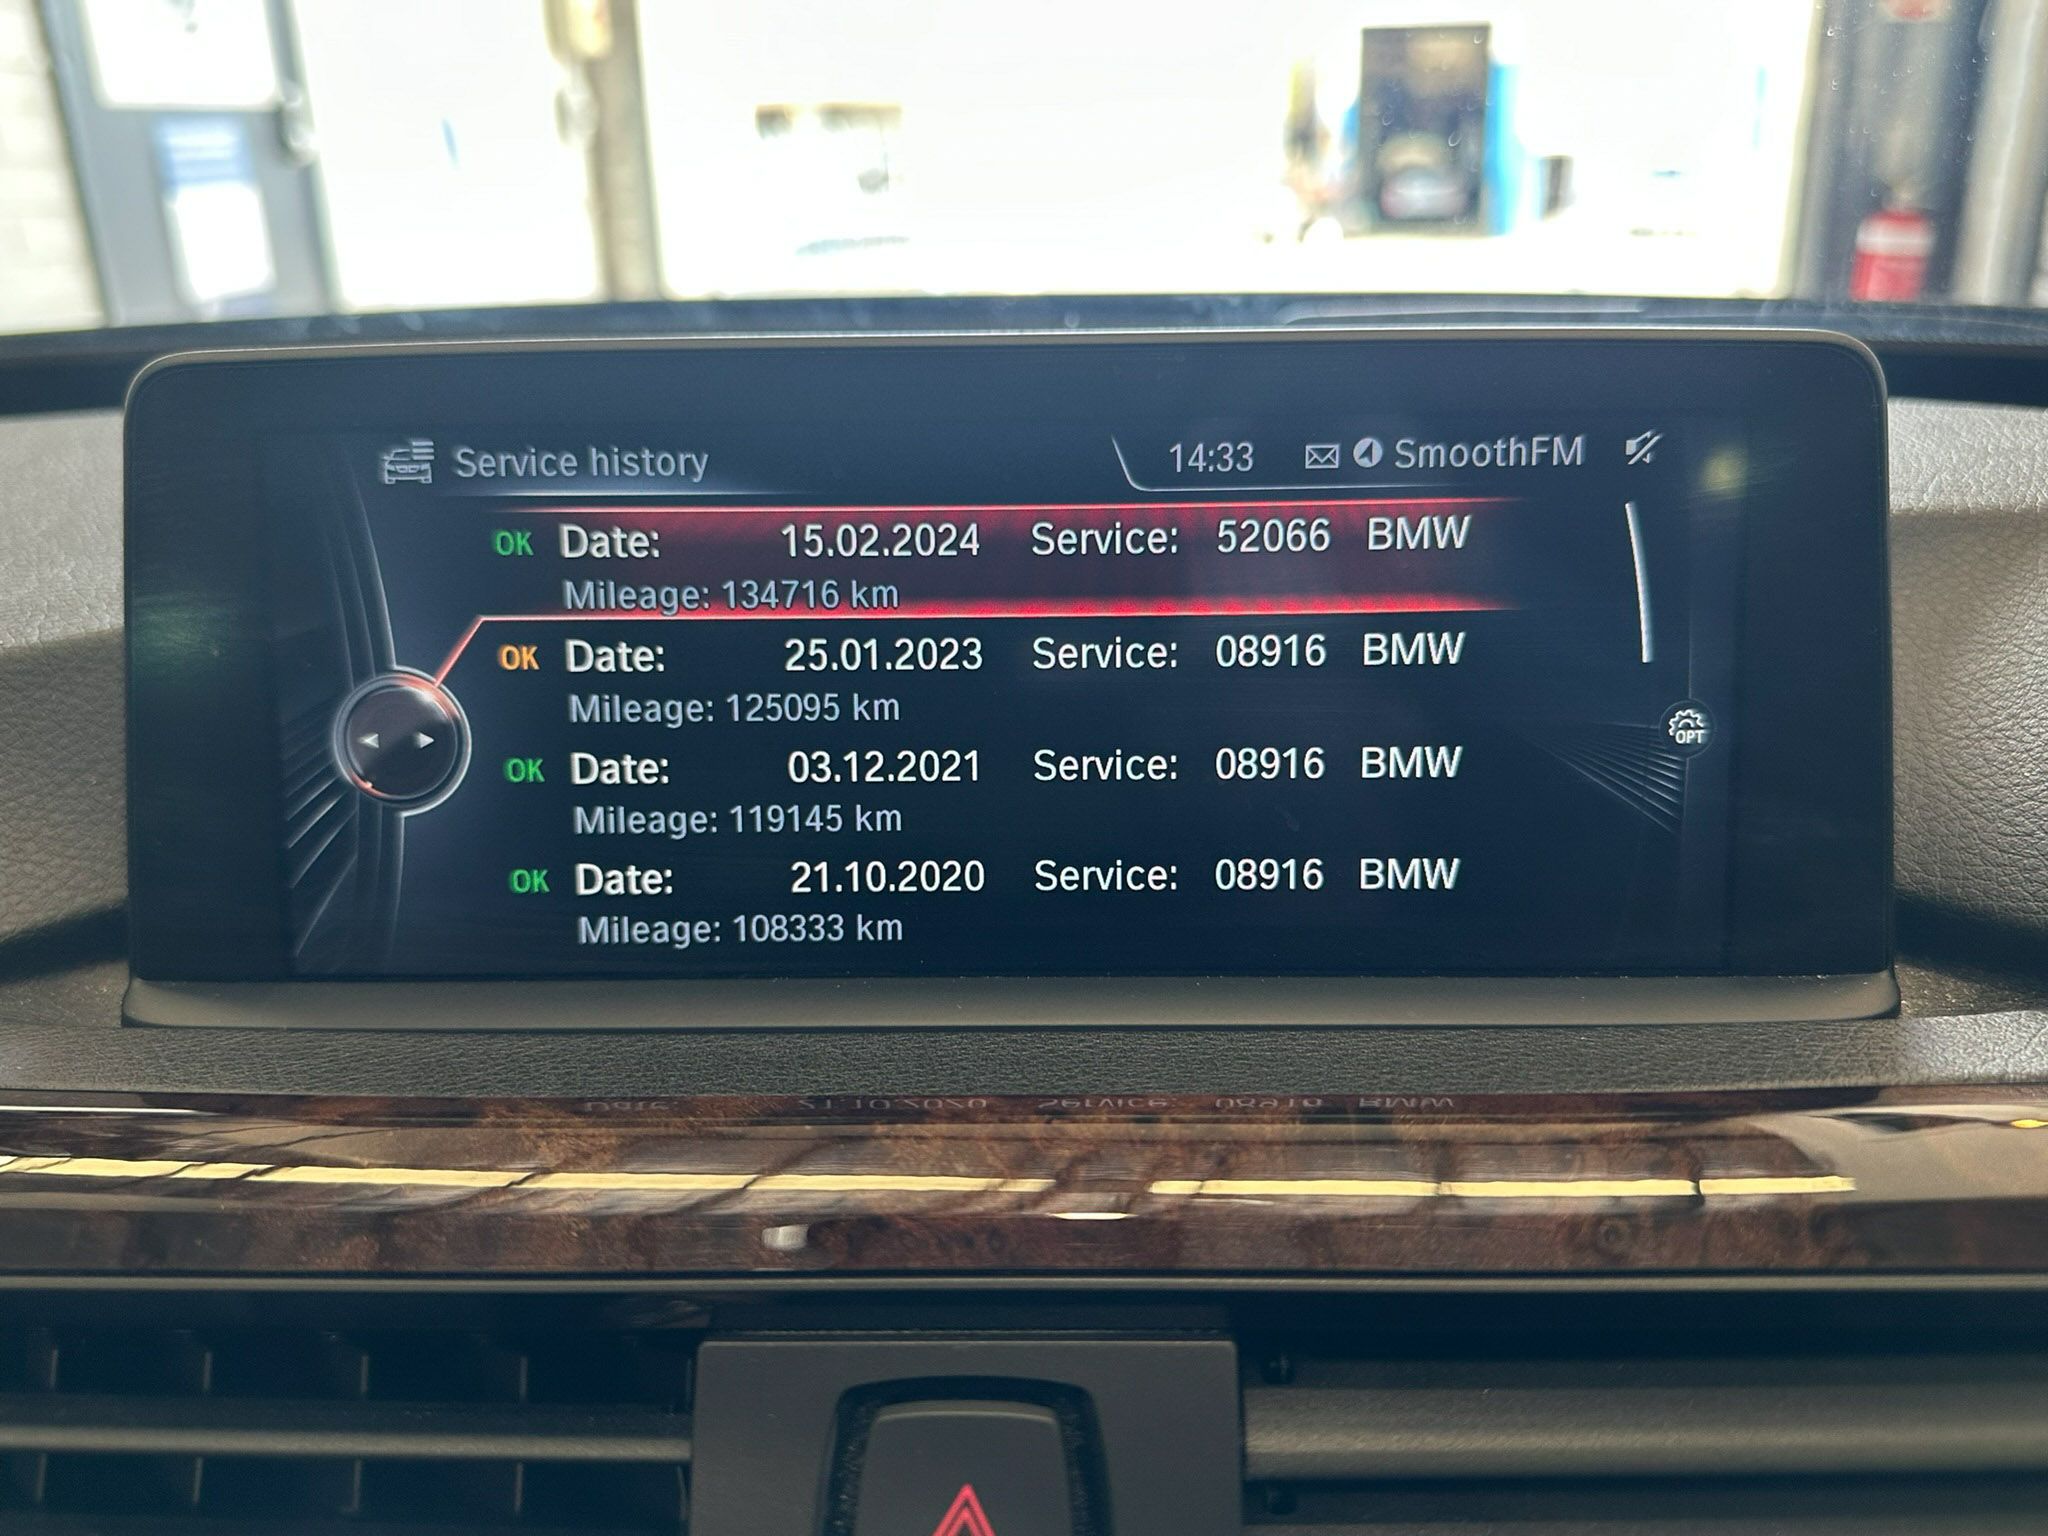 Service history 14:33 SmoothFM
OK Date: 15.02.2024 Service: 52066 BMW
Mileage: 134716 km
OK Date: 25.01.2023 Service: 08916 BMW
Mileage: 125095 km
OK Date: 03.12.2021 Service: 08916 BMW
Mileage: 119145 km
OPT
OK Date: 21.10.2020 Service: 08916 BMW
Mileage: 108333 km